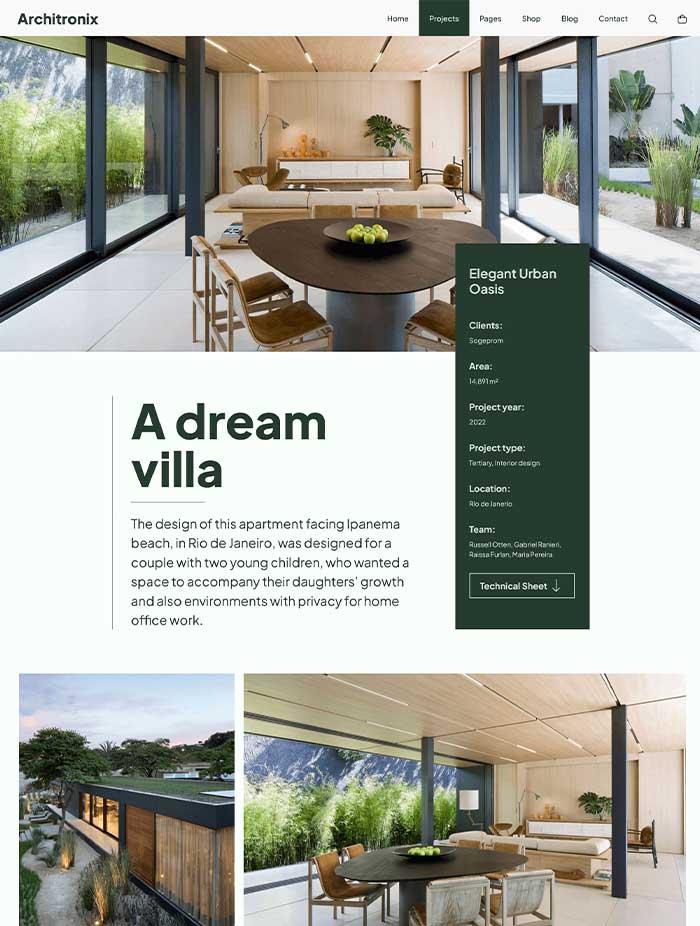 Architronix
Home Projects Pages Shop Blog Contact
Elegant Urban
Oasis
Clients:
Sogeprom
Area:
14,891 m²
Project year:
2022
Project type:
Tertiary, Interior design
Location:
Rio de Janerio
Team:
Russell Otten, Gabriel Ranieri,
Raissa Furlan, Maria Pereira
Technical Sheet
A dream
villa
The design of this apartment facing Ipanema
beach, in Rio de Janeiro, was designed for a
couple with two young children, who wanted a
space to accompany their daughters' growth
and also environments with privacy for home
office work.